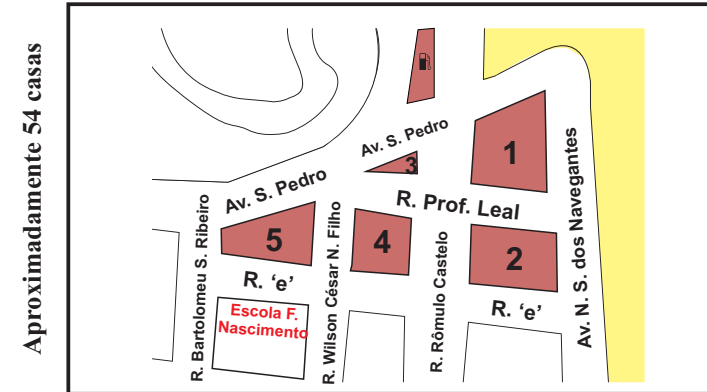 Aproximadamente 54 casas
Av. S. Pedro
3
1
Av. N. S. dos Navegantes
Av. S. Pedro
R. Prof. Leal
R. Bartolomeu S. Ribeiro
5
R. Wilson César N. Filho
4
R. Rômulo Castelo
2
R. ‘e’
R. ‘e’
Escola F.
Nascimento